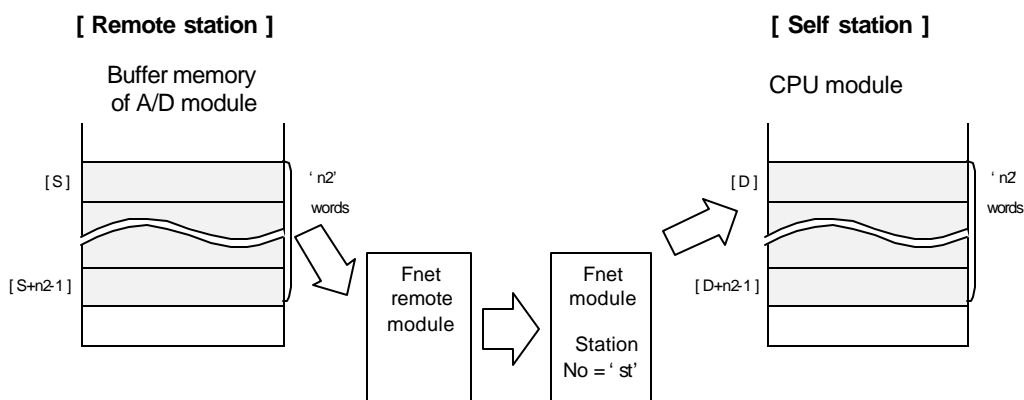 [ Remote station ]
Buffer memory
of A/D module
[ S ]
‘ n2’
words
[ S+n2-1 ]
Fnet
remote
module
Fnet
module
Station
No = ‘ st’
[ Self station ]
CPU module
[ D ]
‘ n2’
words
[ D+n2-1 ]